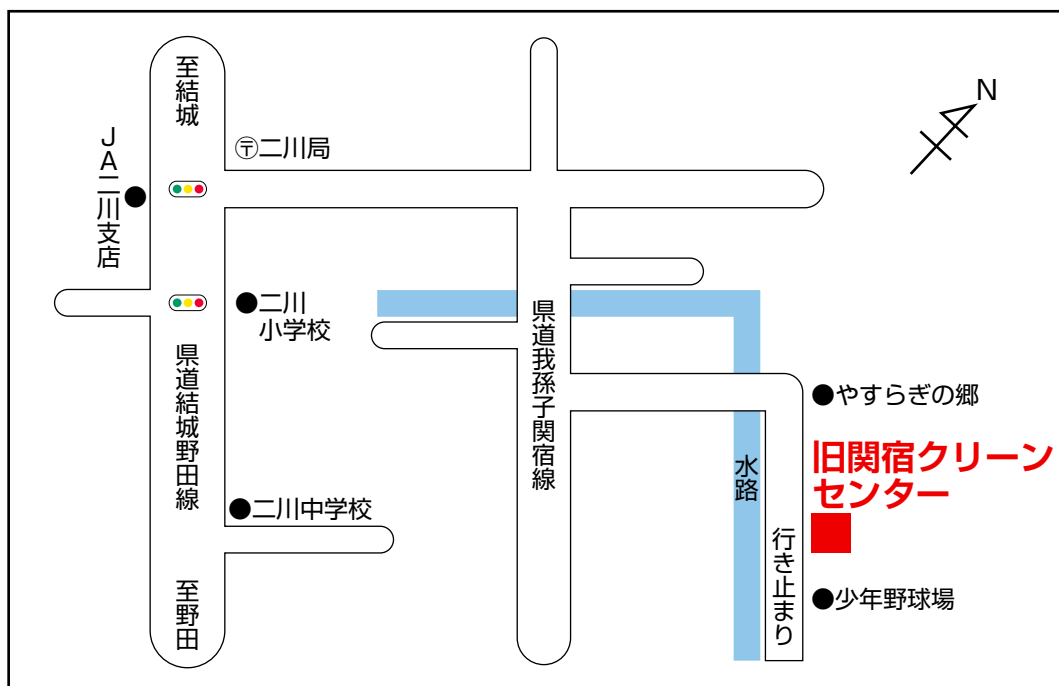 至結城
N
〒二川局
JA二川支店
二川
小学校
県道結城野田線
県道我孫子関宿線
やすらぎの郷
旧関宿クリーン
センター
水路
二川中学校
行き止まり
至野田
少年野球場